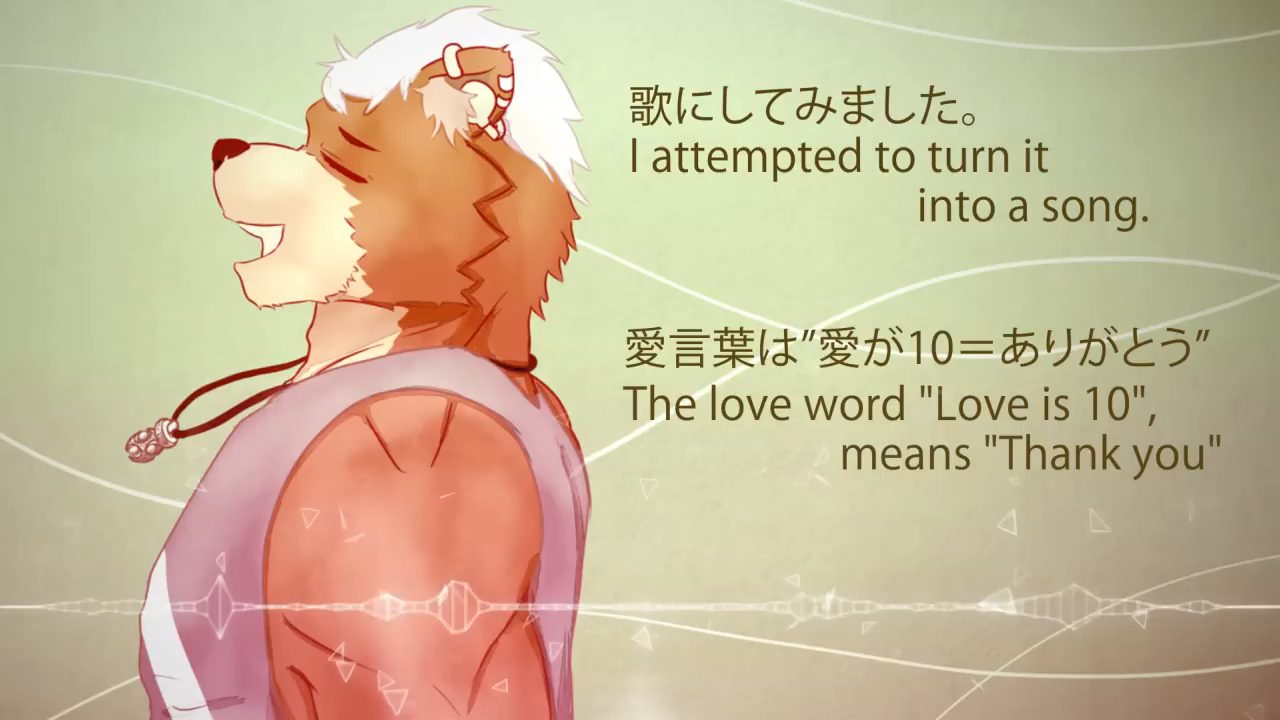 歌にしてみました。
I attempted to turn it
into a song.
愛言葉は”愛が10＝ありがとう”
The love word "Love is 10",
means "Thank you"